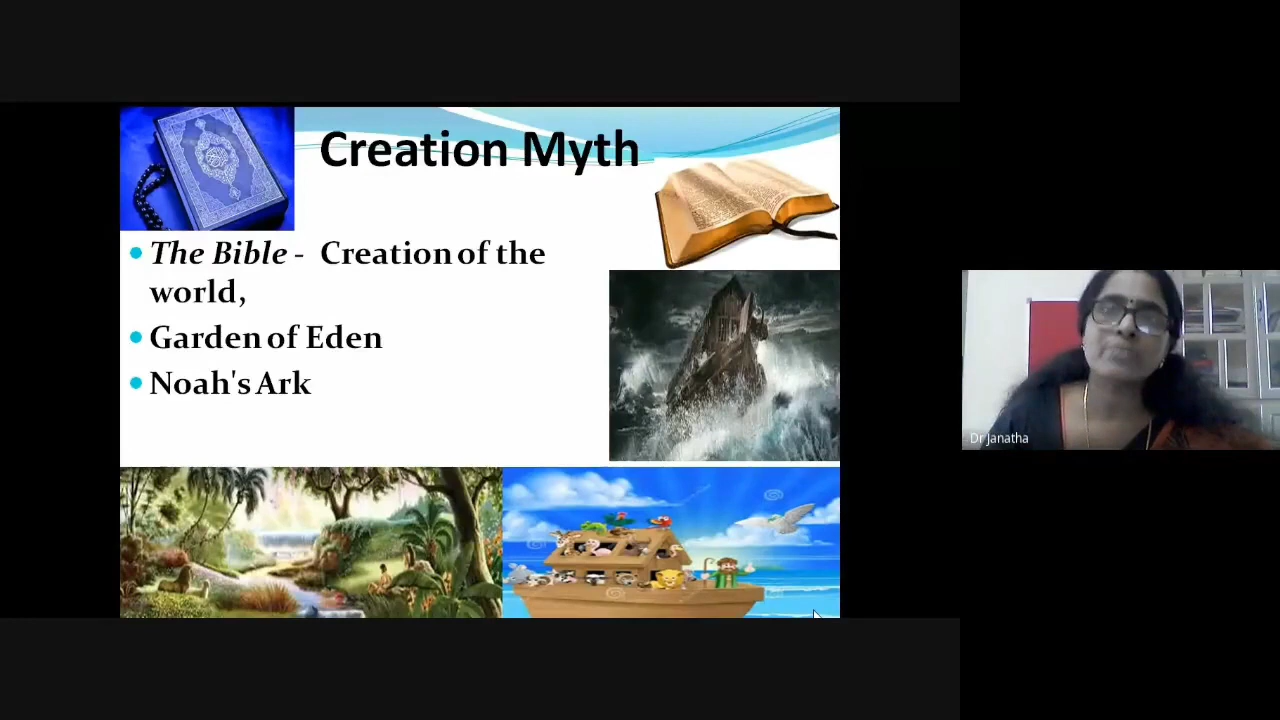 Creation Myth
• The Bible - Creation of the
world,
• Garden of Eden
• Noah's Ark
Dr Janatha